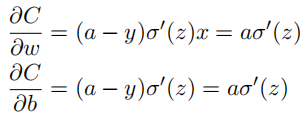 ∂C/∂w = (a − y)σ′(z)x = aσ′(z)
∂C/∂b = (a − y)σ′(z) = aσ′(z)